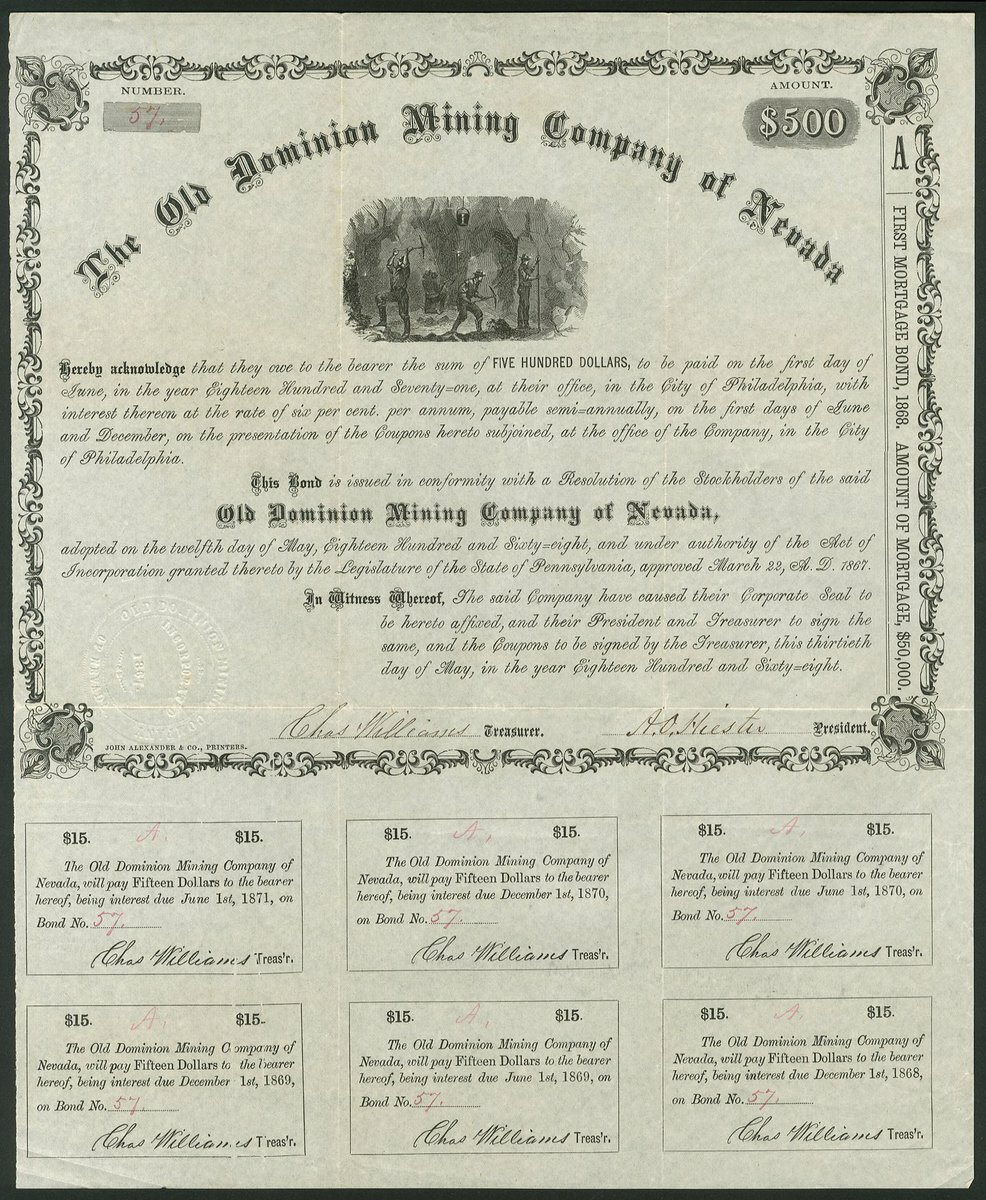 NUMBER.
57.
AMOUNT.
$500
The Old Dominion Mining Company of Nevada
A
FIRST MORTGAGE BOND, 1868. AMOUNT OF MORTGAGE, $50,000.
Hereby acknowledge that they owe to the bearer the sum of FIVE HUNDRED DOLLARS, to be paid on the first day of
June, in the year Eighteen Hundred and Seventy=one, at their office, in the City of Philadelphia, with
interest thereon at the rate of six per cent. per annum, payable semi=annually, on the first days of June
and December, on the presentation of the Coupons hereto subjoined, at the office of the Company, in the City
of Philadelphia.
This Bond is issued in conformity with a Resolution of the Stockholders of the said
Old Dominion Mining Company of Nevada,
adopted on the twelfth day of May, Eighteen Hundred and Sixty=eight, and under authority of the Act of
Incorporation granted thereto by the Legislature of the State of Pennsylvania, approved March 22, A. D. 1867.
In Witness Whereof, The said Company have caused their Corporate Seal to
be hereto affixed, and their President and Treasurer to sign the
same, and the Coupons to be signed by the Treasurer, this thirtieth
day of May, in the year Eighteen Hundred and Sixty=eight.
OLD DOMINION
1867
Chas Williams Treasurer. A. O. Hiester President.
JOHN ALEXANDER & CO., PRINTERS.
$15. A. $15.
The Old Dominion Mining Company of
Nevada, will pay Fifteen Dollars to the bearer
hereof, being interest due June 1st, 1871, on
Bond No. 57.
Chas Williams Treas'r.
$15. A. $15.
The Old Dominion Mining Company of
Nevada, will pay Fifteen Dollars to the bearer
hereof, being interest due December 1st, 1870,
on Bond No. 57.
Chas Williams Treas'r.
$15. A. $15.
The Old Dominion Mining Company of
Nevada, will pay Fifteen Dollars to the bearer
hereof, being interest due June 1st, 1870, on
Bond No. 57.
Chas Williams Treas'r.
$15. A. $15.
The Old Dominion Mining Company of
Nevada, will pay Fifteen Dollars to the bearer
hereof, being interest due December 1st, 1869,
on Bond No. 57.
Chas Williams Treas'r.
$15. A. $15.
The Old Dominion Mining Company of
Nevada, will pay Fifteen Dollars to the bearer
hereof, being interest due June 1st, 1869, on
Bond No. 57.
Chas Williams Treas'r.
$15. A. $15.
The Old Dominion Mining Company of
Nevada, will pay Fifteen Dollars to the bearer
hereof, being interest due December 1st, 1868,
on Bond No. 57.
Chas Williams Treas'r.